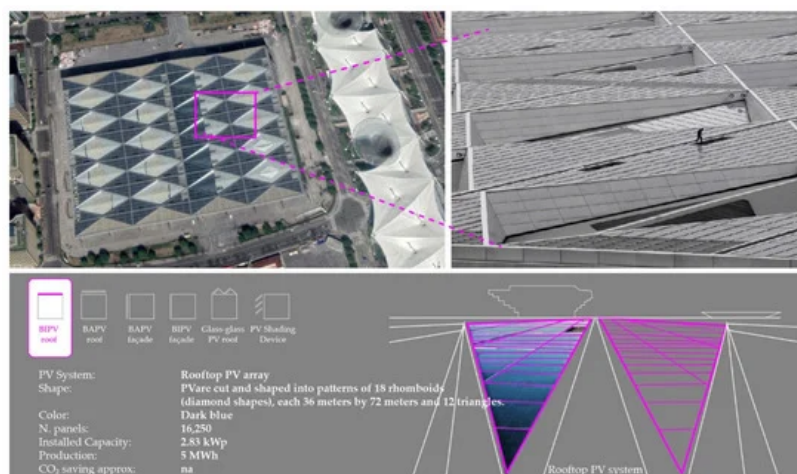 BIPV roof
BAPV roof
BAPV façade
BIPV façade
Glass-glass PV roof
PV Shading Device
PV System: Rooftop PV array
Shape: PVare cut and shaped into patterns of 18 rhomboids
(diamond shapes), each 36 meters by 72 meters and 12 triangles.
Color: Dark blue
N. panels: 16,250
Installed Capacity: 2.83 kWp
Production: 5 MWh
CO₂ saving approx: na
Rooftop PV system